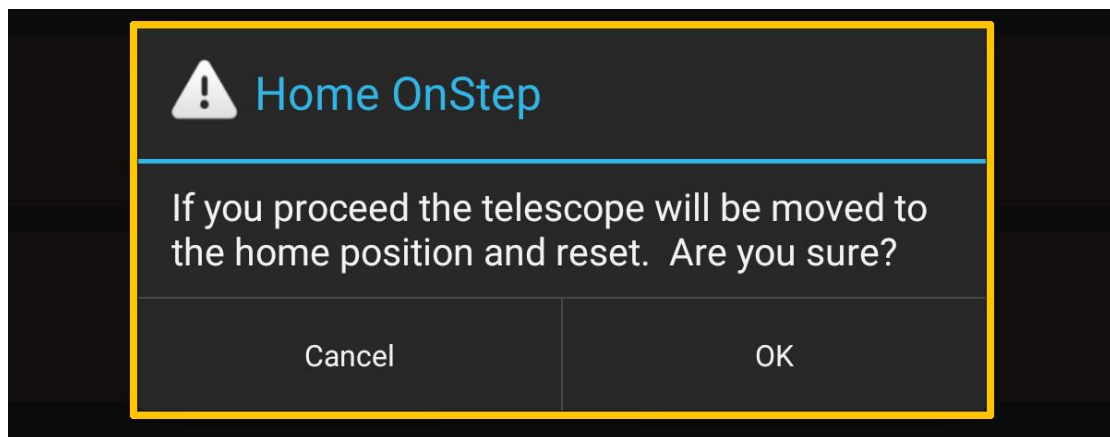 Home OnStep
If you proceed the telescope will be moved to
the home position and reset.  Are you sure?
Cancel
OK